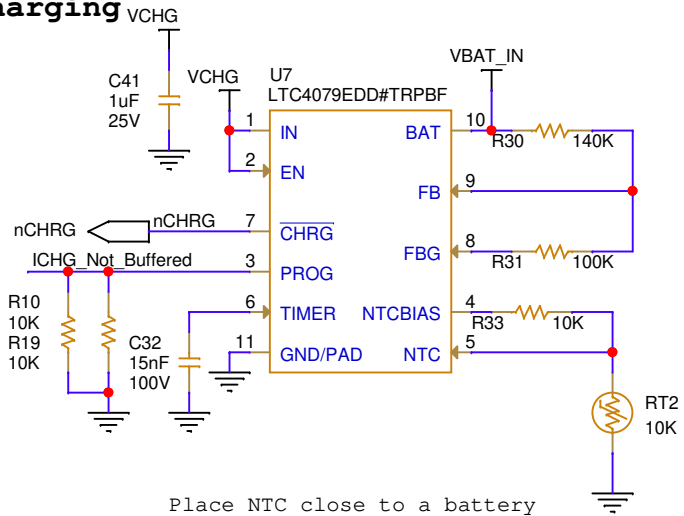 harging
VCHG
C41
1uF
25V
VCHG
U7
LTC4079EDD#TRPBF
VBAT_IN
1
IN
BAT
10
R30
140K
2
EN
FB
9
nCHRG
nCHRG
7
CHRG
FBG
8
R31
100K
ICHG_Not_Buffered
3
PROG
R10
10K
R19
10K
C32
15nF
100V
6
TIMER
NTCBIAS
4
R33
10K
11
GND/PAD
NTC
5
RT2
10K
Place NTC close to a battery